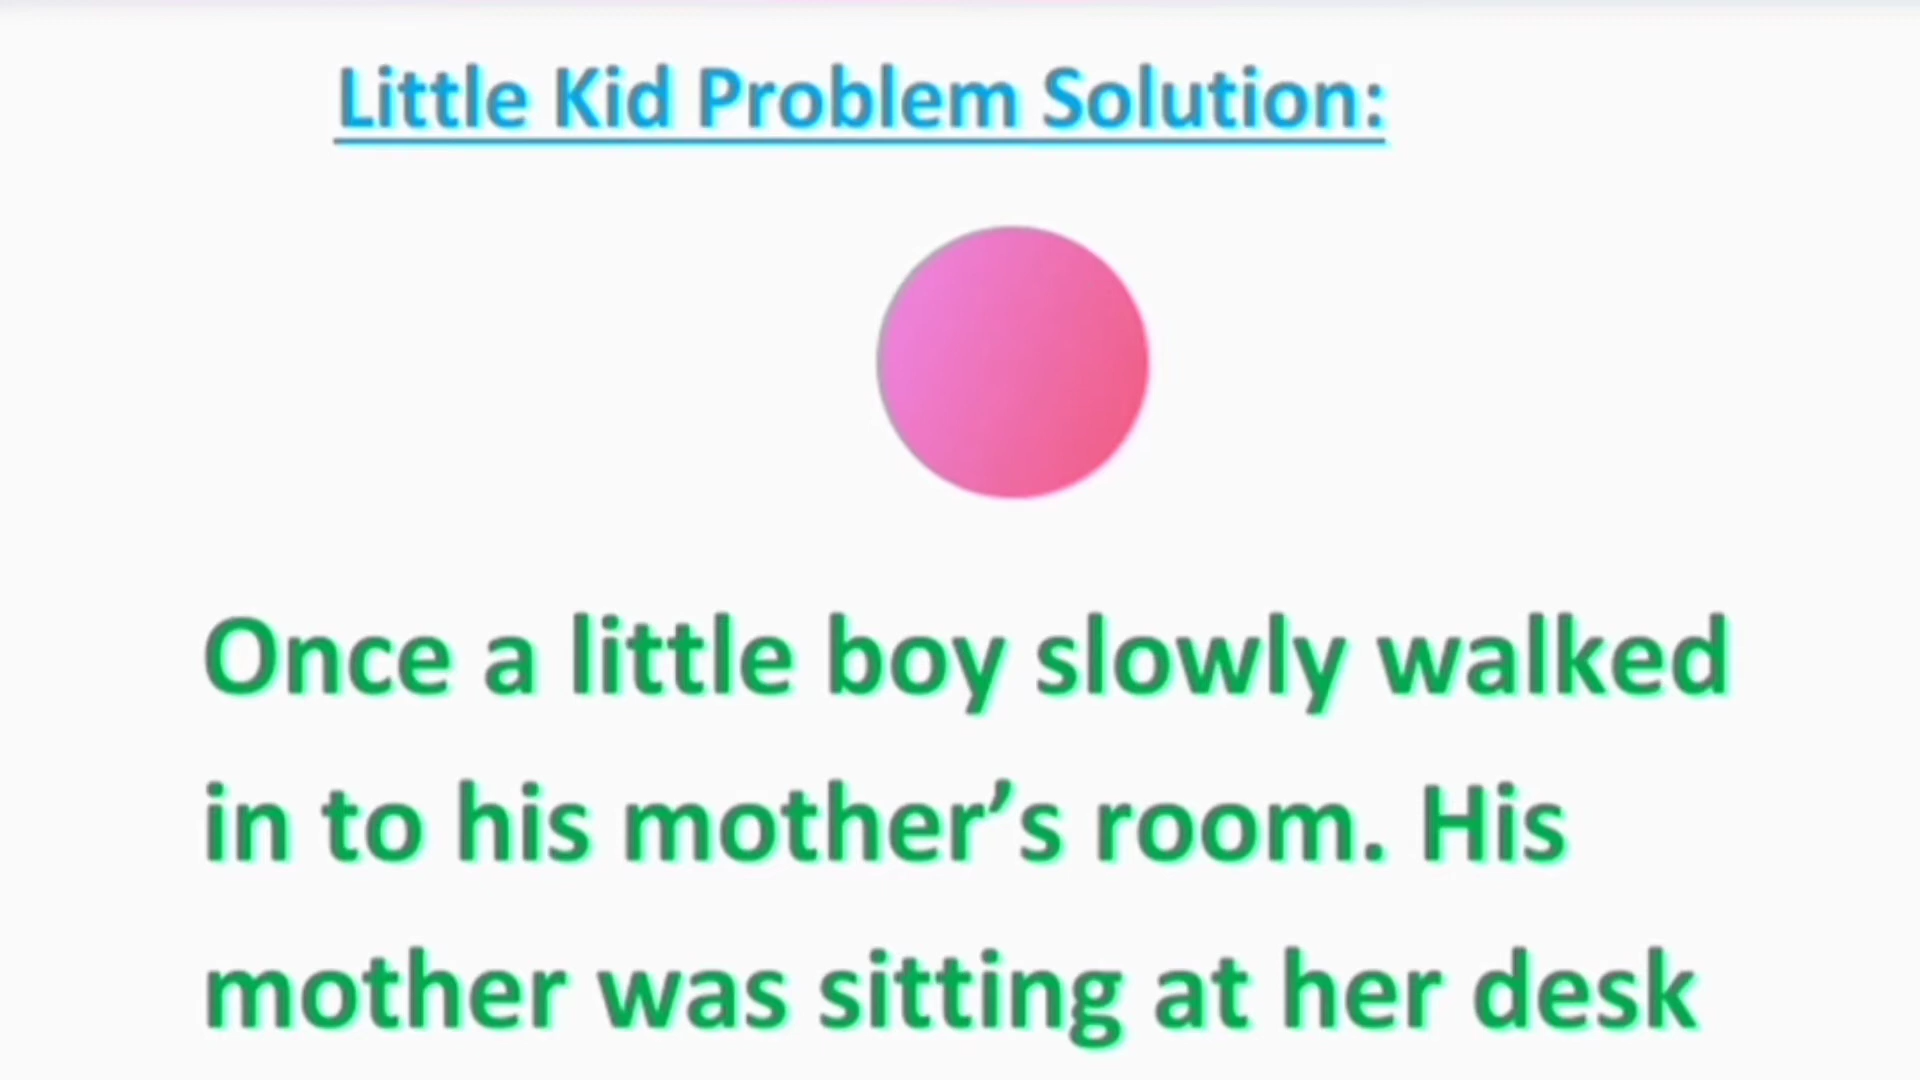 Little Kid Problem Solution:
Once a little boy slowly walked
in to his mother’s room. His
mother was sitting at her desk